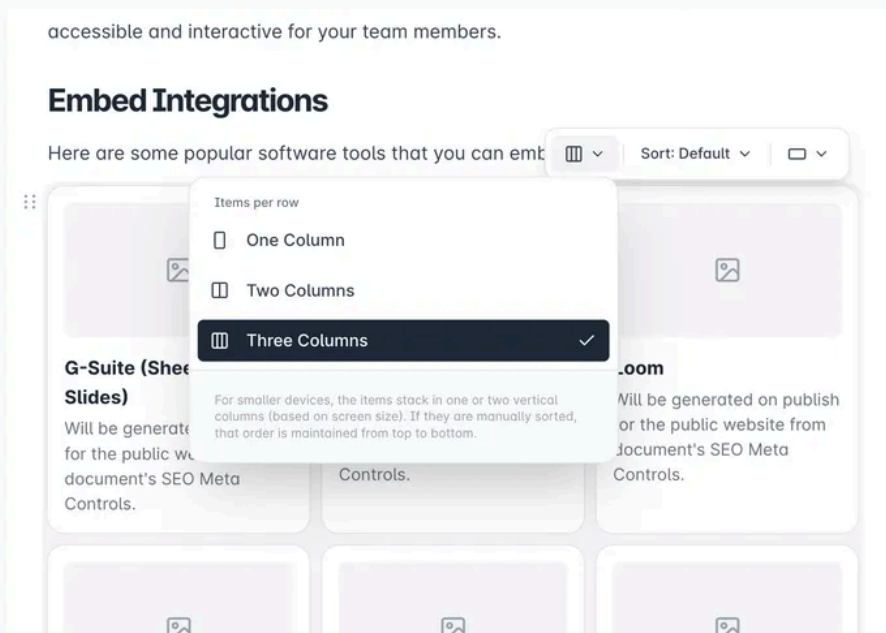 accessible and interactive for your team members.
Embed Integrations
Here are some popular software tools that you can emb
Sort: Default
Items per row
One Column
Two Columns
Three Columns
For smaller devices, the items stack in one or two vertical
columns (based on screen size). If they are manually sorted,
that order is maintained from top to bottom.
G-Suite (Shee
Slides)
Will be generate
for the public we
document's SEO Meta
Controls.
Controls.
Loom
Will be generated on publish
for the public website from
document's SEO Meta
Controls.